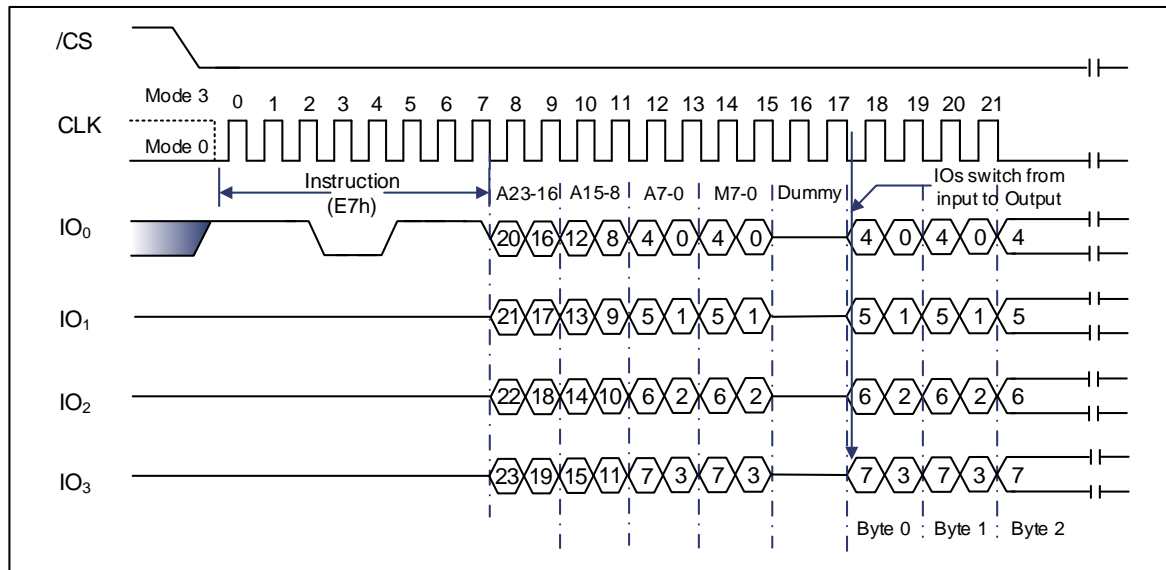 /CS
Mode 3
0 1 2 3 4 5 6 7 8 9 10 11 12 13 14 15 16 17 18 19 20 21
CLK
Mode 0
Instruction
(E7h)
A23-16 A15-8 A7-0 M7-0 Dummy
IOs switch from
input to Output
IO₀
20 16 12 8 4 0 4 0 4 0 4 0 4
IO₁
21 17 13 9 5 1 5 1 5 1 5 1 5
IO₂
22 18 14 10 6 2 6 2 6 2 6 2 6
IO₃
23 19 15 11 7 3 7 3 7 3 7 3 7
Byte 0 Byte 1 Byte 2